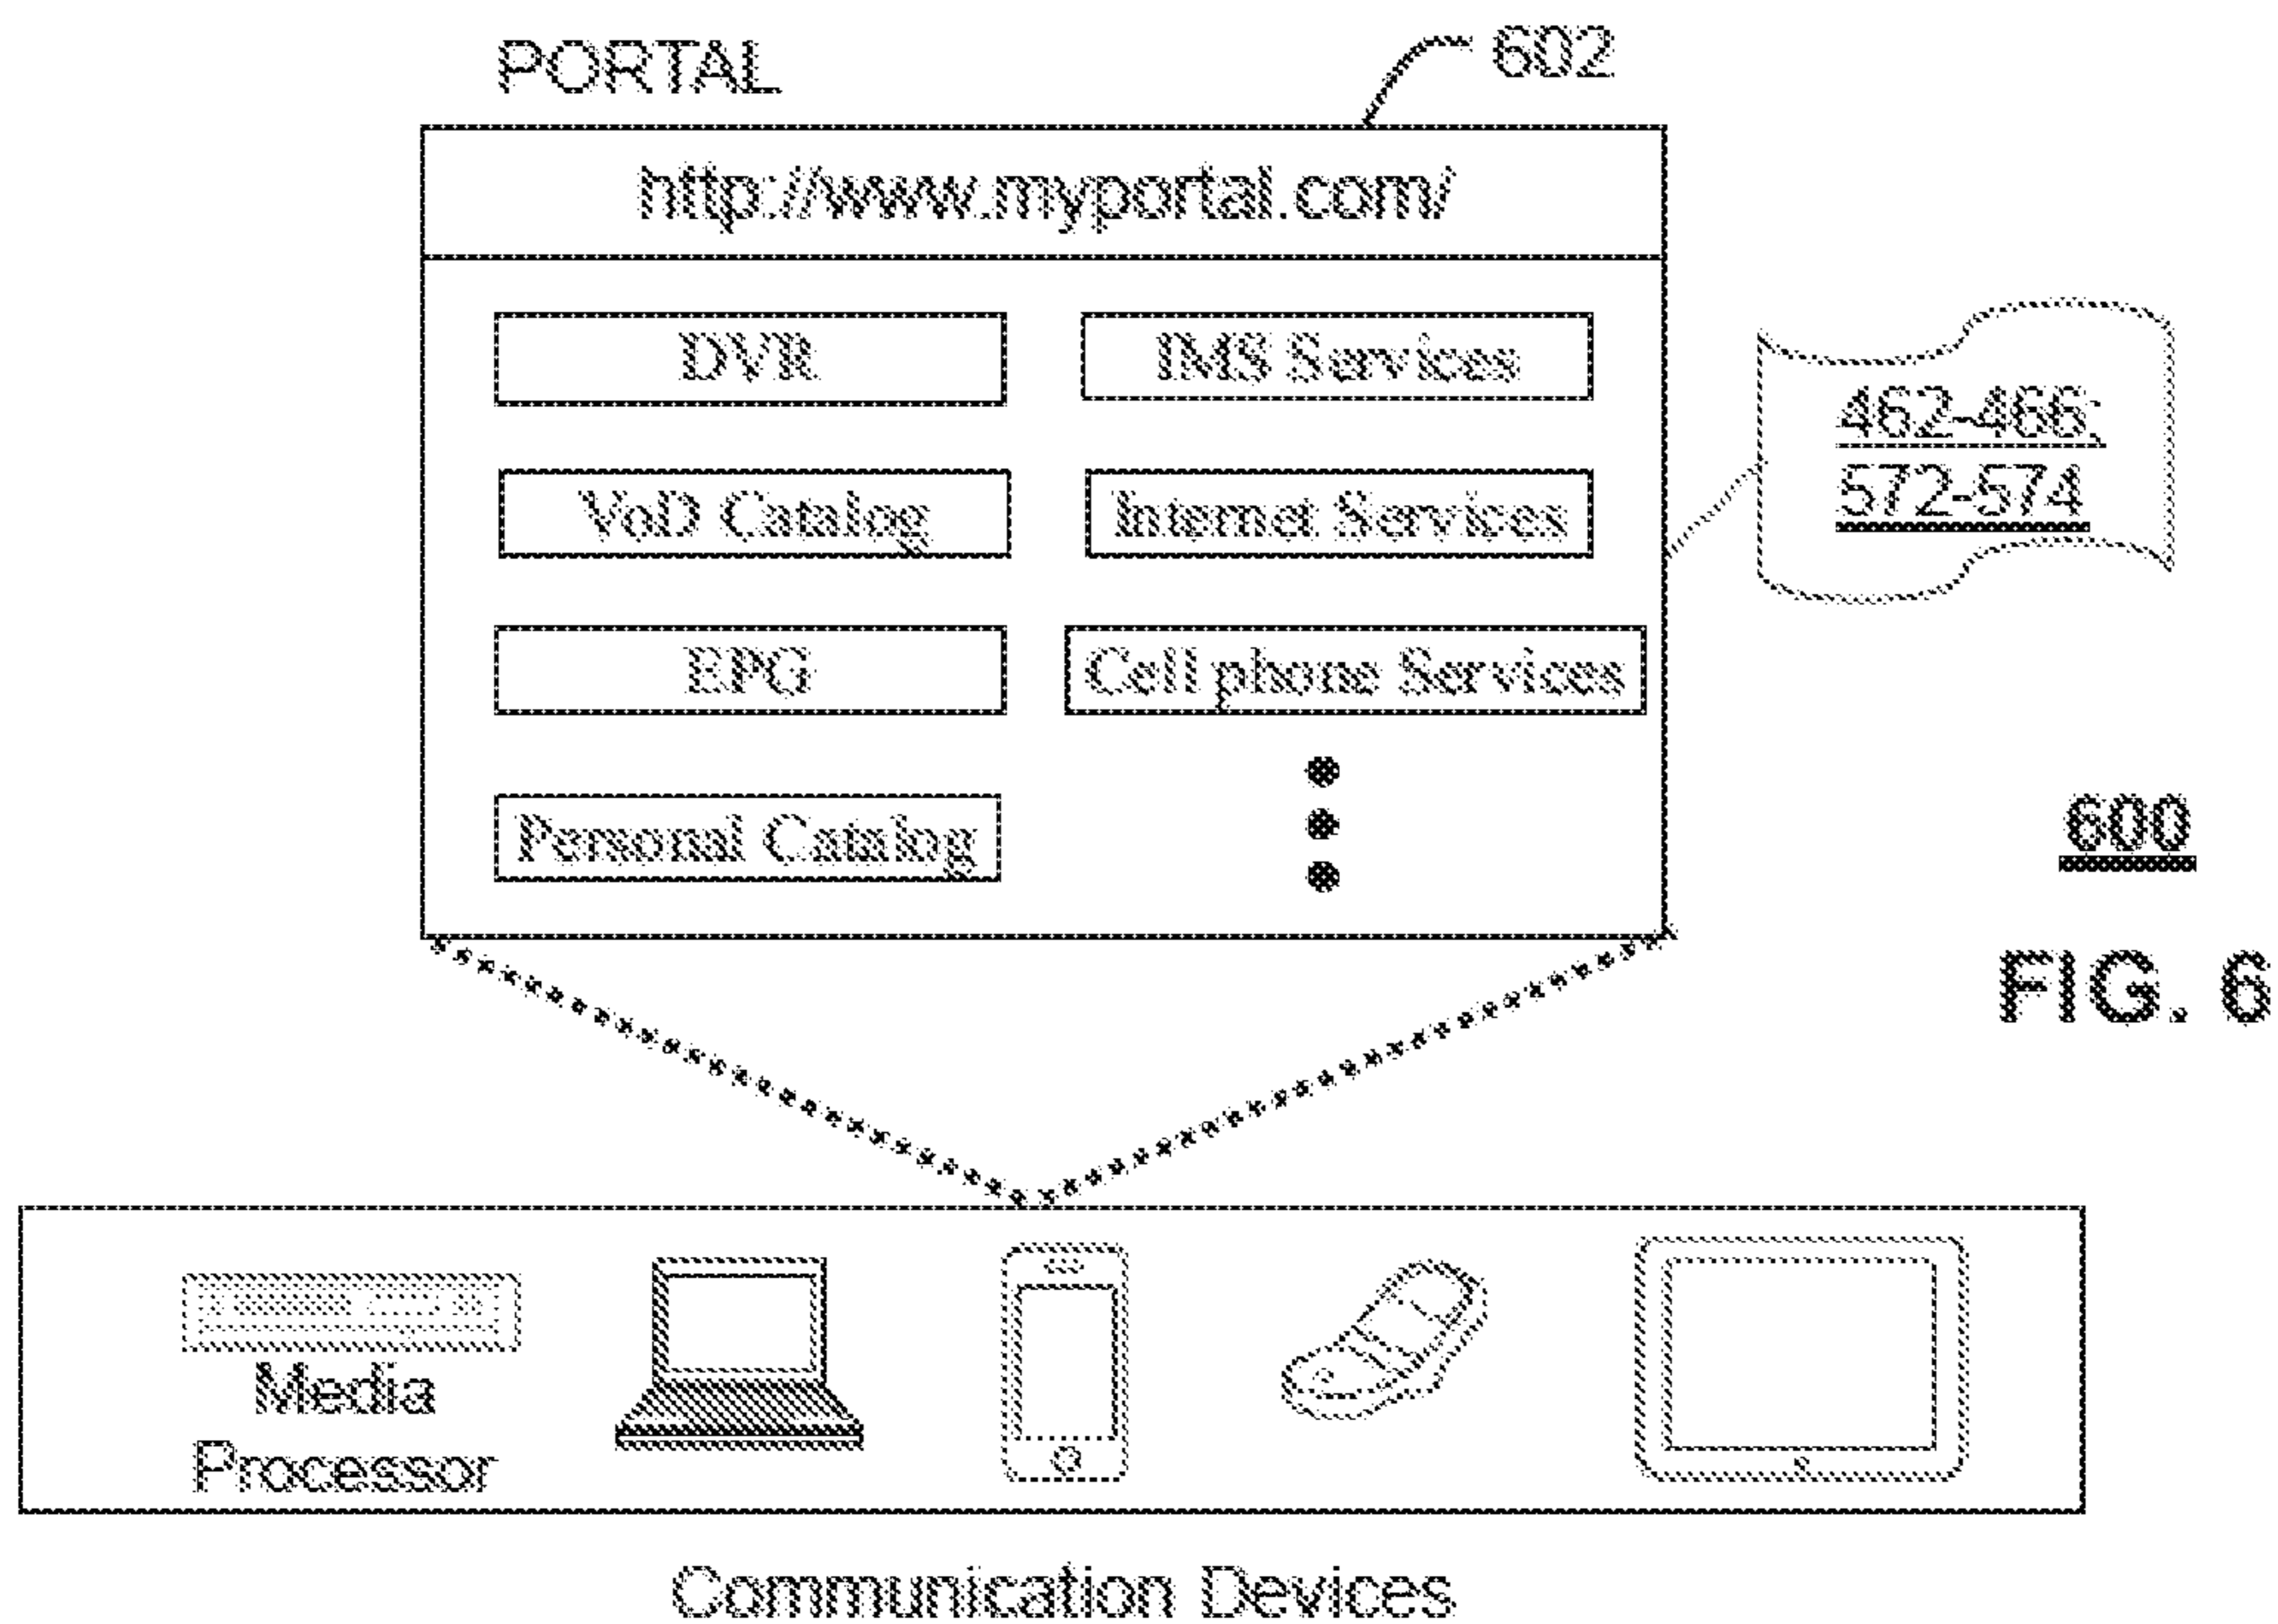 PORTAL
602
http://www.myportal.com/
DVR
IMS Services
VoD Catalog
Internet Services
EPG
Cell phone Services
Personal Catalog
462-466;
572-574
600
FIG. 6
Media
Processor
Communication Devices